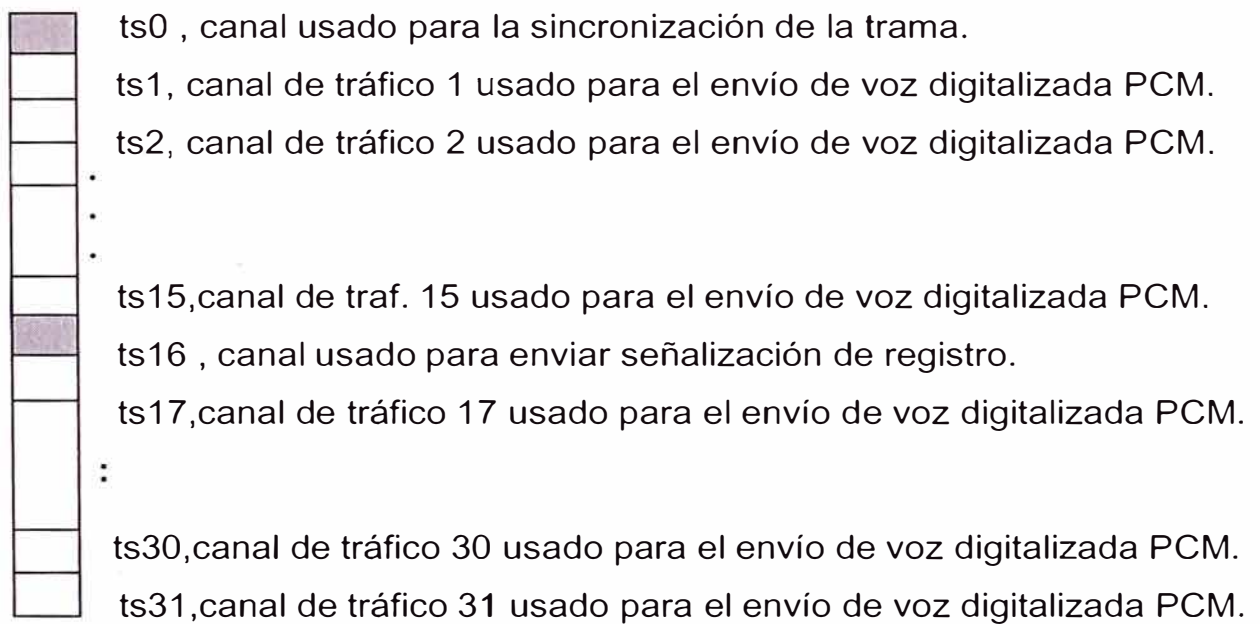 ts0 , canal usado para la sincronización de la trama.
ts1, canal de tráfico 1 usado para el envío de voz digitalizada PCM.
ts2, canal de tráfico 2 usado para el envío de voz digitalizada PCM.
.
.
.
ts15,canal de traf. 15 usado para el envío de voz digitalizada PCM.
ts16 , canal usado para enviar señalización de registro.
ts17,canal de tráfico 17 usado para el envío de voz digitalizada PCM.
:
ts30,canal de tráfico 30 usado para el envío de voz digitalizada PCM.
ts31,canal de tráfico 31 usado para el envío de voz digitalizada PCM.